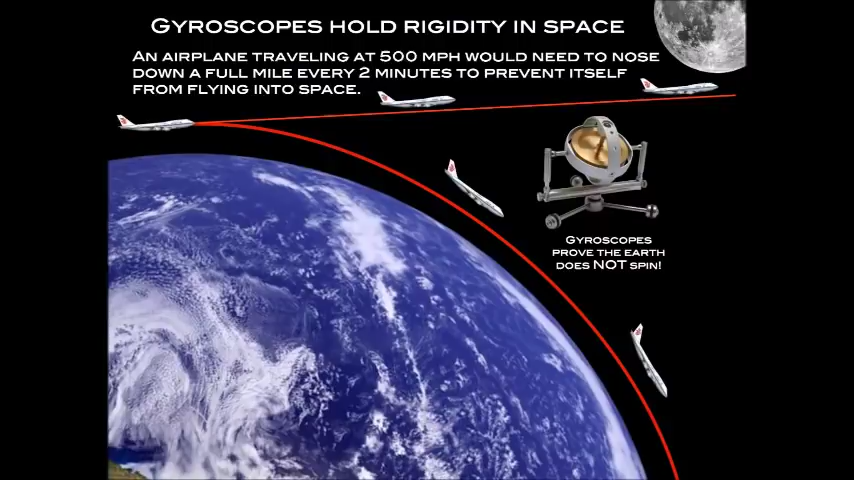 Gyroscopes hold rigidity in space
An airplane traveling at 500 mph would need to nose
down a full mile every 2 minutes to prevent itself
from flying into space.
Gyroscopes
prove the earth
does NOT spin!